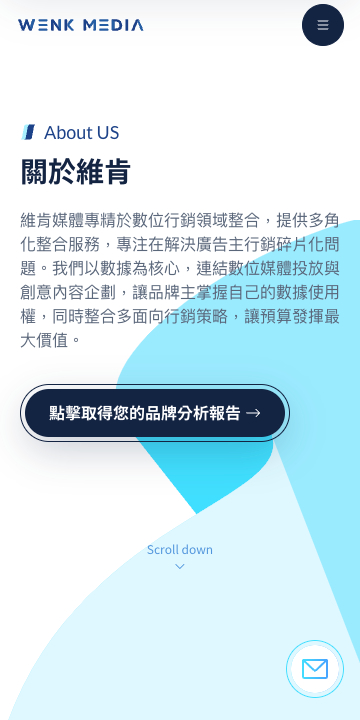 WENK MEDIA
About US
關於維肯
維肯媒體專精於數位行銷領域整合，提供多角
化整合服務，專注在解決廣告主行銷碎片化問
題。我們以數據為核心，連結數位媒體投放與
創意內容企劃，讓品牌主掌握自己的數據使用
權，同時整合多面向行銷策略，讓預算發揮最
大價值。
點擊取得您的品牌分析報告 →
Scroll down